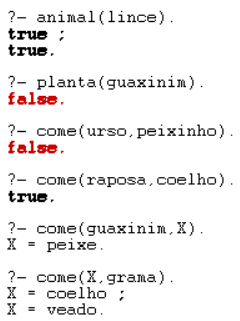 ?- animal(lince).
true ;
true.
?- planta(guaxinim).
false.
?- come(urso,peixinho).
false.
?- come(raposa,coelho).
true.
?- come(guaxinim,X).
X = peixe.
?- come(X,grama).
X = coelho ;
X = veado.